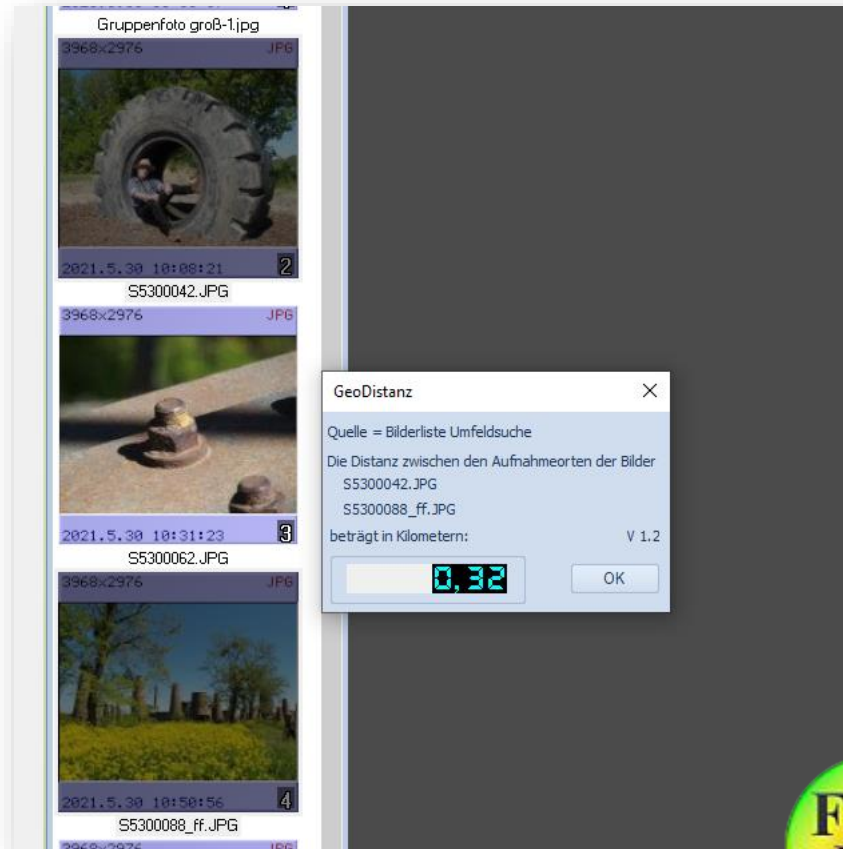 Gruppenfoto groß-1.jpg
3968x2976 JPG
2021.5.30 10:08:21 2
S5300042.JPG
3968x2976 JPG
2021.5.30 10:31:23 3
S5300062.JPG
3968x2976 JPG
2021.5.30 10:50:56 4
S5300088_ff.JPG
3968x2976 JPG
GeoDistanz
Quelle = Bilderliste Umfeldsuche
Die Distanz zwischen den Aufnahmeorten der Bilder
S5300042.JPG
S5300088_ff.JPG
beträgt in Kilometern: V 1.2
0,32 OK
F